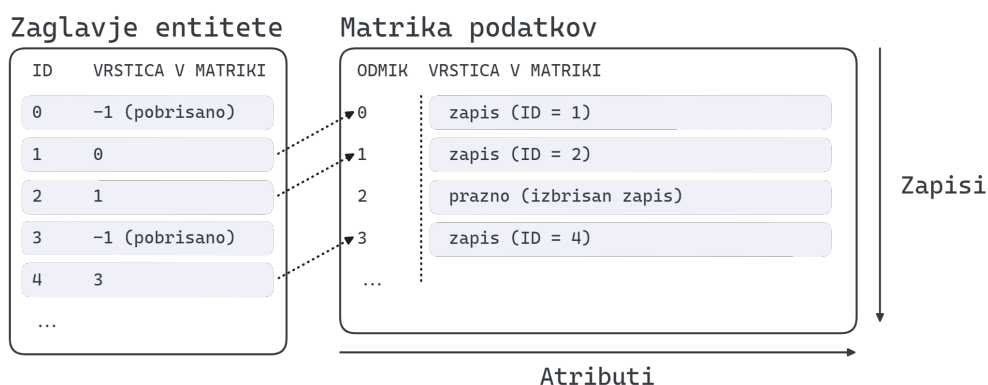 Zaglavje entitete
ID VRSTICA V MATRIKI
0 −1 (pobrisano)
1 0
2 1
3 −1 (pobrisano)
4 3
...
Matrika podatkov
ODMIK VRSTICA V MATRIKI
0 zapis (ID = 1)
1 zapis (ID = 2)
2 prazno (izbrisan zapis)
3 zapis (ID = 4)
...
Zapisi
Atributi